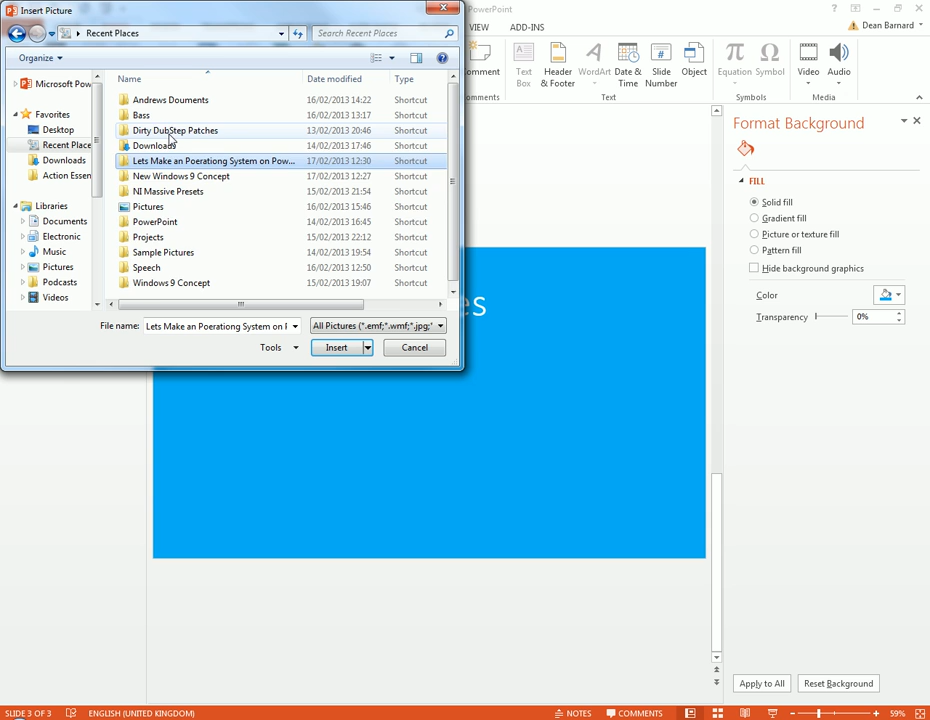 Insert Picture
PowerPoint
Recent Places
Search Recent Places
VIEW
ADD-INS
Dean Barnard
Organize
Text Box
Header & Footer
WordArt
Date & Time
Slide Number
Object
Equation
Symbol
Video
Audio
Text
Symbols
Media
Microsoft Pow
Favorites
Desktop
Recent Place
Downloads
Action Essen
Libraries
Documents
Electronic
Music
Pictures
Podcasts
Videos
Name
Date modified
Type
Andrews Douments 16/02/2013 14:22 Shortcut
Bass 16/02/2013 13:17 Shortcut
Dirty DubStep Patches 13/02/2013 20:46 Shortcut
Downloads 14/02/2013 17:46 Shortcut
Lets Make an Poerationg System on Pow... 17/02/2013 12:30 Shortcut
New Windows 9 Concept 17/02/2013 12:27 Shortcut
NI Massive Presets 15/02/2013 21:54 Shortcut
Pictures 16/02/2013 15:46 Shortcut
PowerPoint 14/02/2013 16:45 Shortcut
Projects 15/02/2013 22:12 Shortcut
Sample Pictures 14/02/2013 19:54 Shortcut
Speech 16/02/2013 12:50 Shortcut
Windows 9 Concept 15/02/2013 19:07 Shortcut
File name: Lets Make an Poerationg System on P
All Pictures (*.emf;*.wmf;*.jpg;*
Tools
Insert
Cancel
es
Format Background
FILL
Solid fill
Gradient fill
Picture or texture fill
Pattern fill
Hide background graphics
Color
Transparency 0%
Apply to All
Reset Background
SLIDE 3 OF 3
ENGLISH (UNITED KINGDOM)
NOTES
COMMENTS
59%